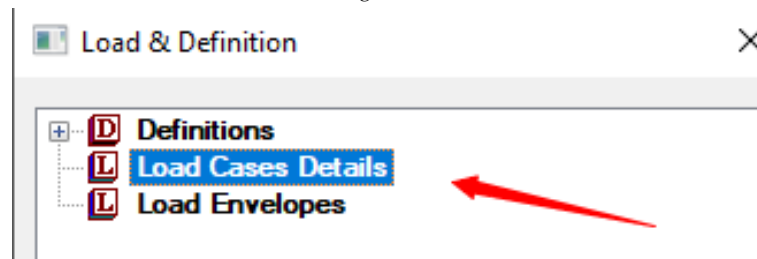 Load & Definition
D Definitions
L Load Cases Details
L Load Envelopes